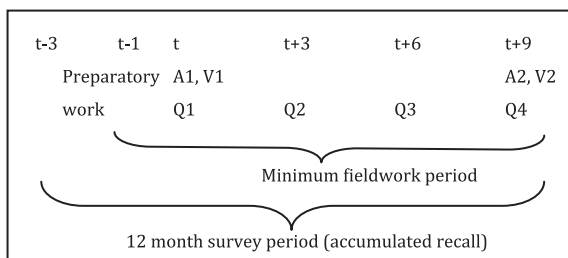 t-3 t-1 t t+3 t+6 t+9
Preparatory A1, V1 A2, V2
work Q1 Q2 Q3 Q4
Minimum fieldwork period
12 month survey period (accumulated recall)